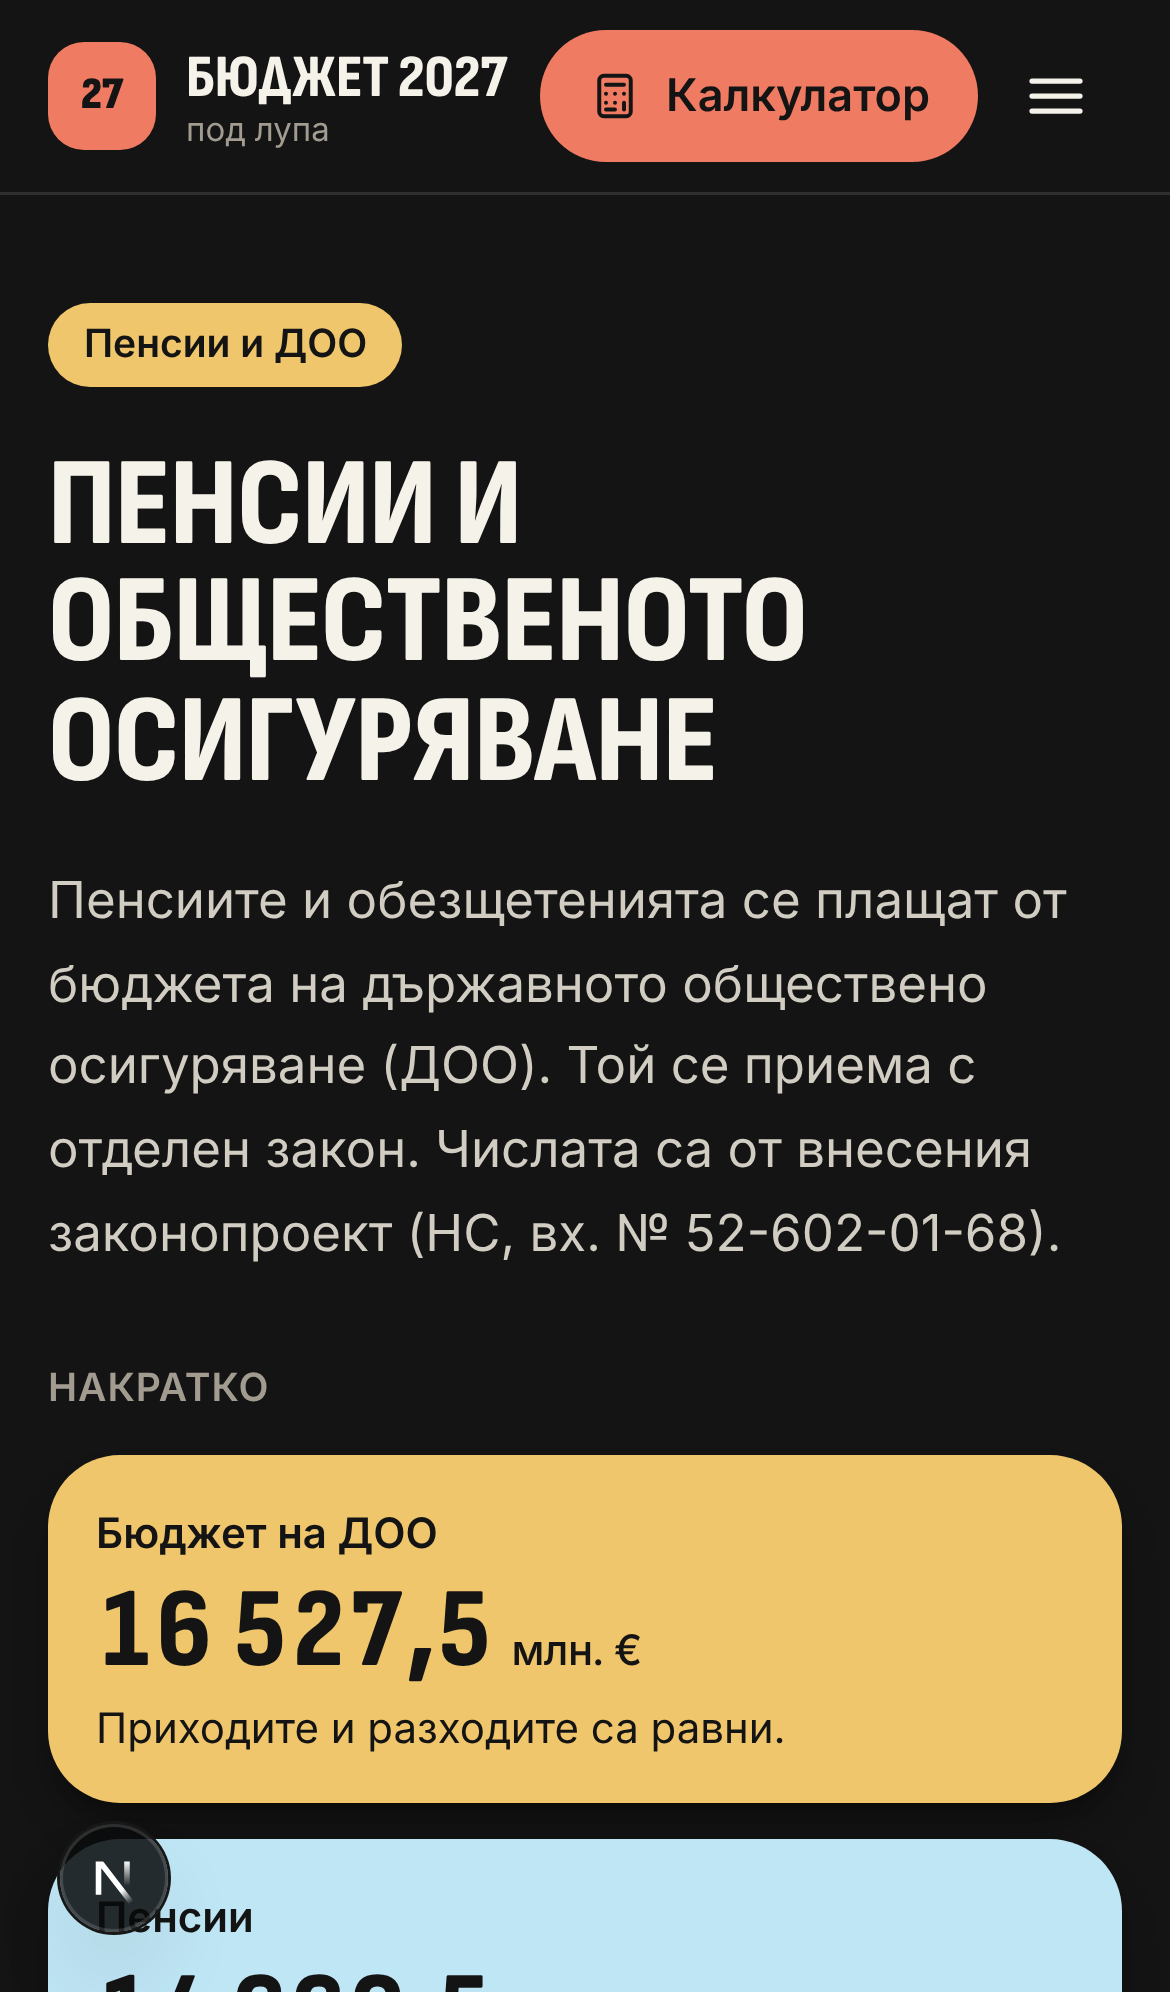 27
БЮДЖЕТ 2027
под лупа
Калкулатор
Пенсии и ДОО
ПЕНСИИ И
ОБЩЕСТВЕНОТО
ОСИГУРЯВАНЕ
Пенсиите и обезщетенията се плащат от
бюджета на държавното обществено
осигуряване (ДОО). Той се приема с
отделен закон. Числата са от внесения
законопроект (НС, вх. № 52-602-01-68).
НАКРАТКО
Бюджет на ДОО
16 527,5 млн. €
Приходите и разходите са равни.
N
Пенсии